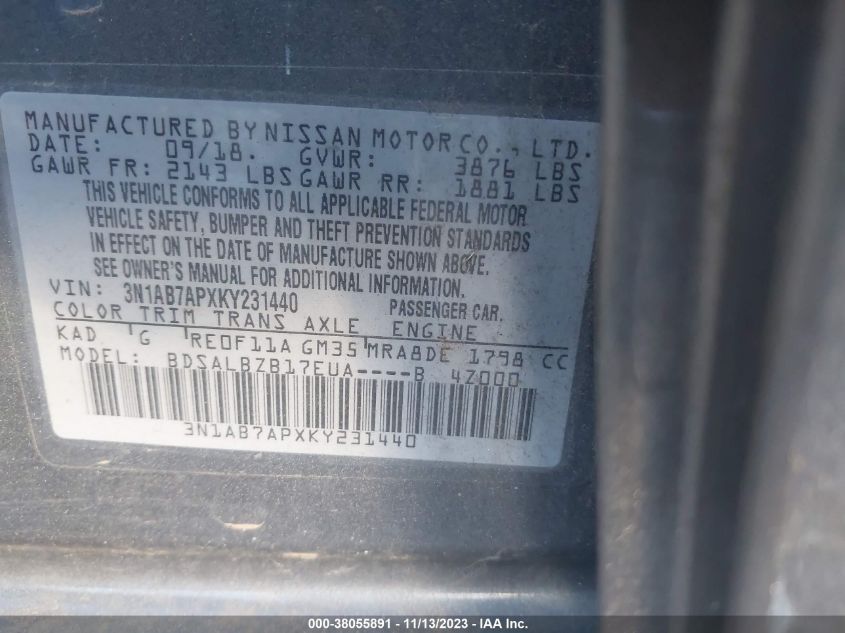 MANUFACTURED BY NISSAN MOTOR CO., LTD.
DATE: 09/18. GVWR: 3876 LBS
GAWR FR: 2143 LBS GAWR RR: 1881 LBS
THIS VEHICLE CONFORMS TO ALL APPLICABLE FEDERAL MOTOR
VEHICLE SAFETY, BUMPER AND THEFT PREVENTION STANDARDS
IN EFFECT ON THE DATE OF MANUFACTURE SHOWN ABOVE.
SEE OWNER'S MANUAL FOR ADDITIONAL INFORMATION.
VIN: 3N1AB7APXKY231440 PASSENGER CAR.
COLOR TRIM TRANS AXLE ENGINE
KAD G RE0F11A GM35 MRA8DE 1798 CC
MODEL: BDSALBZB17EUA----B 4Z000
3N1AB7APXKY231440
000-38055891 - 11/13/2023 - IAA Inc.